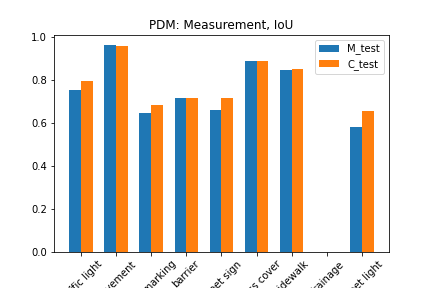 PDM: Measurement, IoU
M_test
C_test
1.0
0.8
0.6
0.4
0.2
0.0
fic light
vement
marking
barrier
et sign
s cover
idewalk
rainage
et light